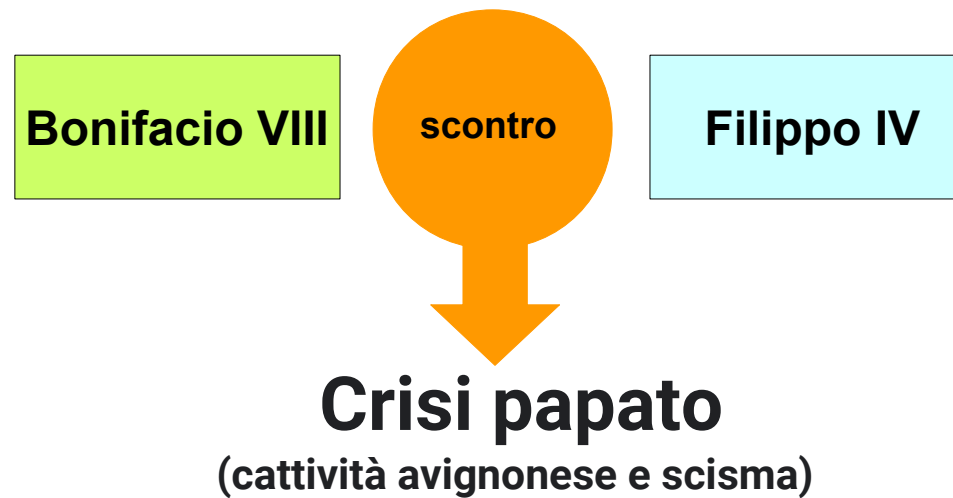 Bonifacio VIII
scontro
Filippo IV
Crisi papato
(cattività avignonese e scisma)